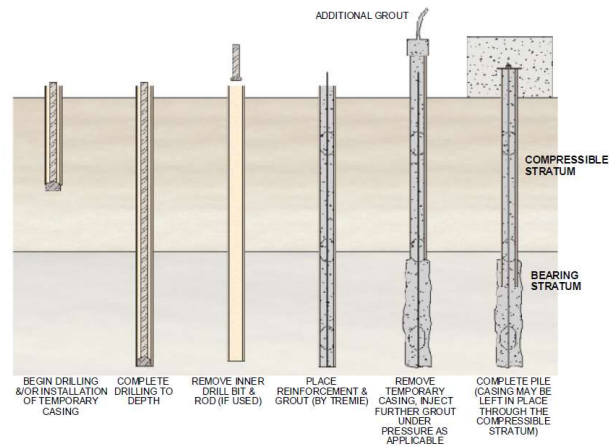 ADDITIONAL GROUT
COMPRESSIBLE
STRATUM
BEARING
STRATUM
BEGIN DRILLING
&/OR INSTALLATION
OF TEMPORARY
CASING
COMPLETE
DRILLING TO
DEPTH
REMOVE INNER
DRILL BIT &
ROD (IF USED)
PLACE
REINFORCEMENT &
GROUT (BY TREMIE)
REMOVE
TEMPORARY
CASING, INJECT
FURTHER GROUT
UNDER
PRESSURE AS
APPLICABLE
COMPLETE PILE
(CASING MAY BE
LEFT IN PLACE
THROUGH THE
COMPRESSIBLE
STRATUM)